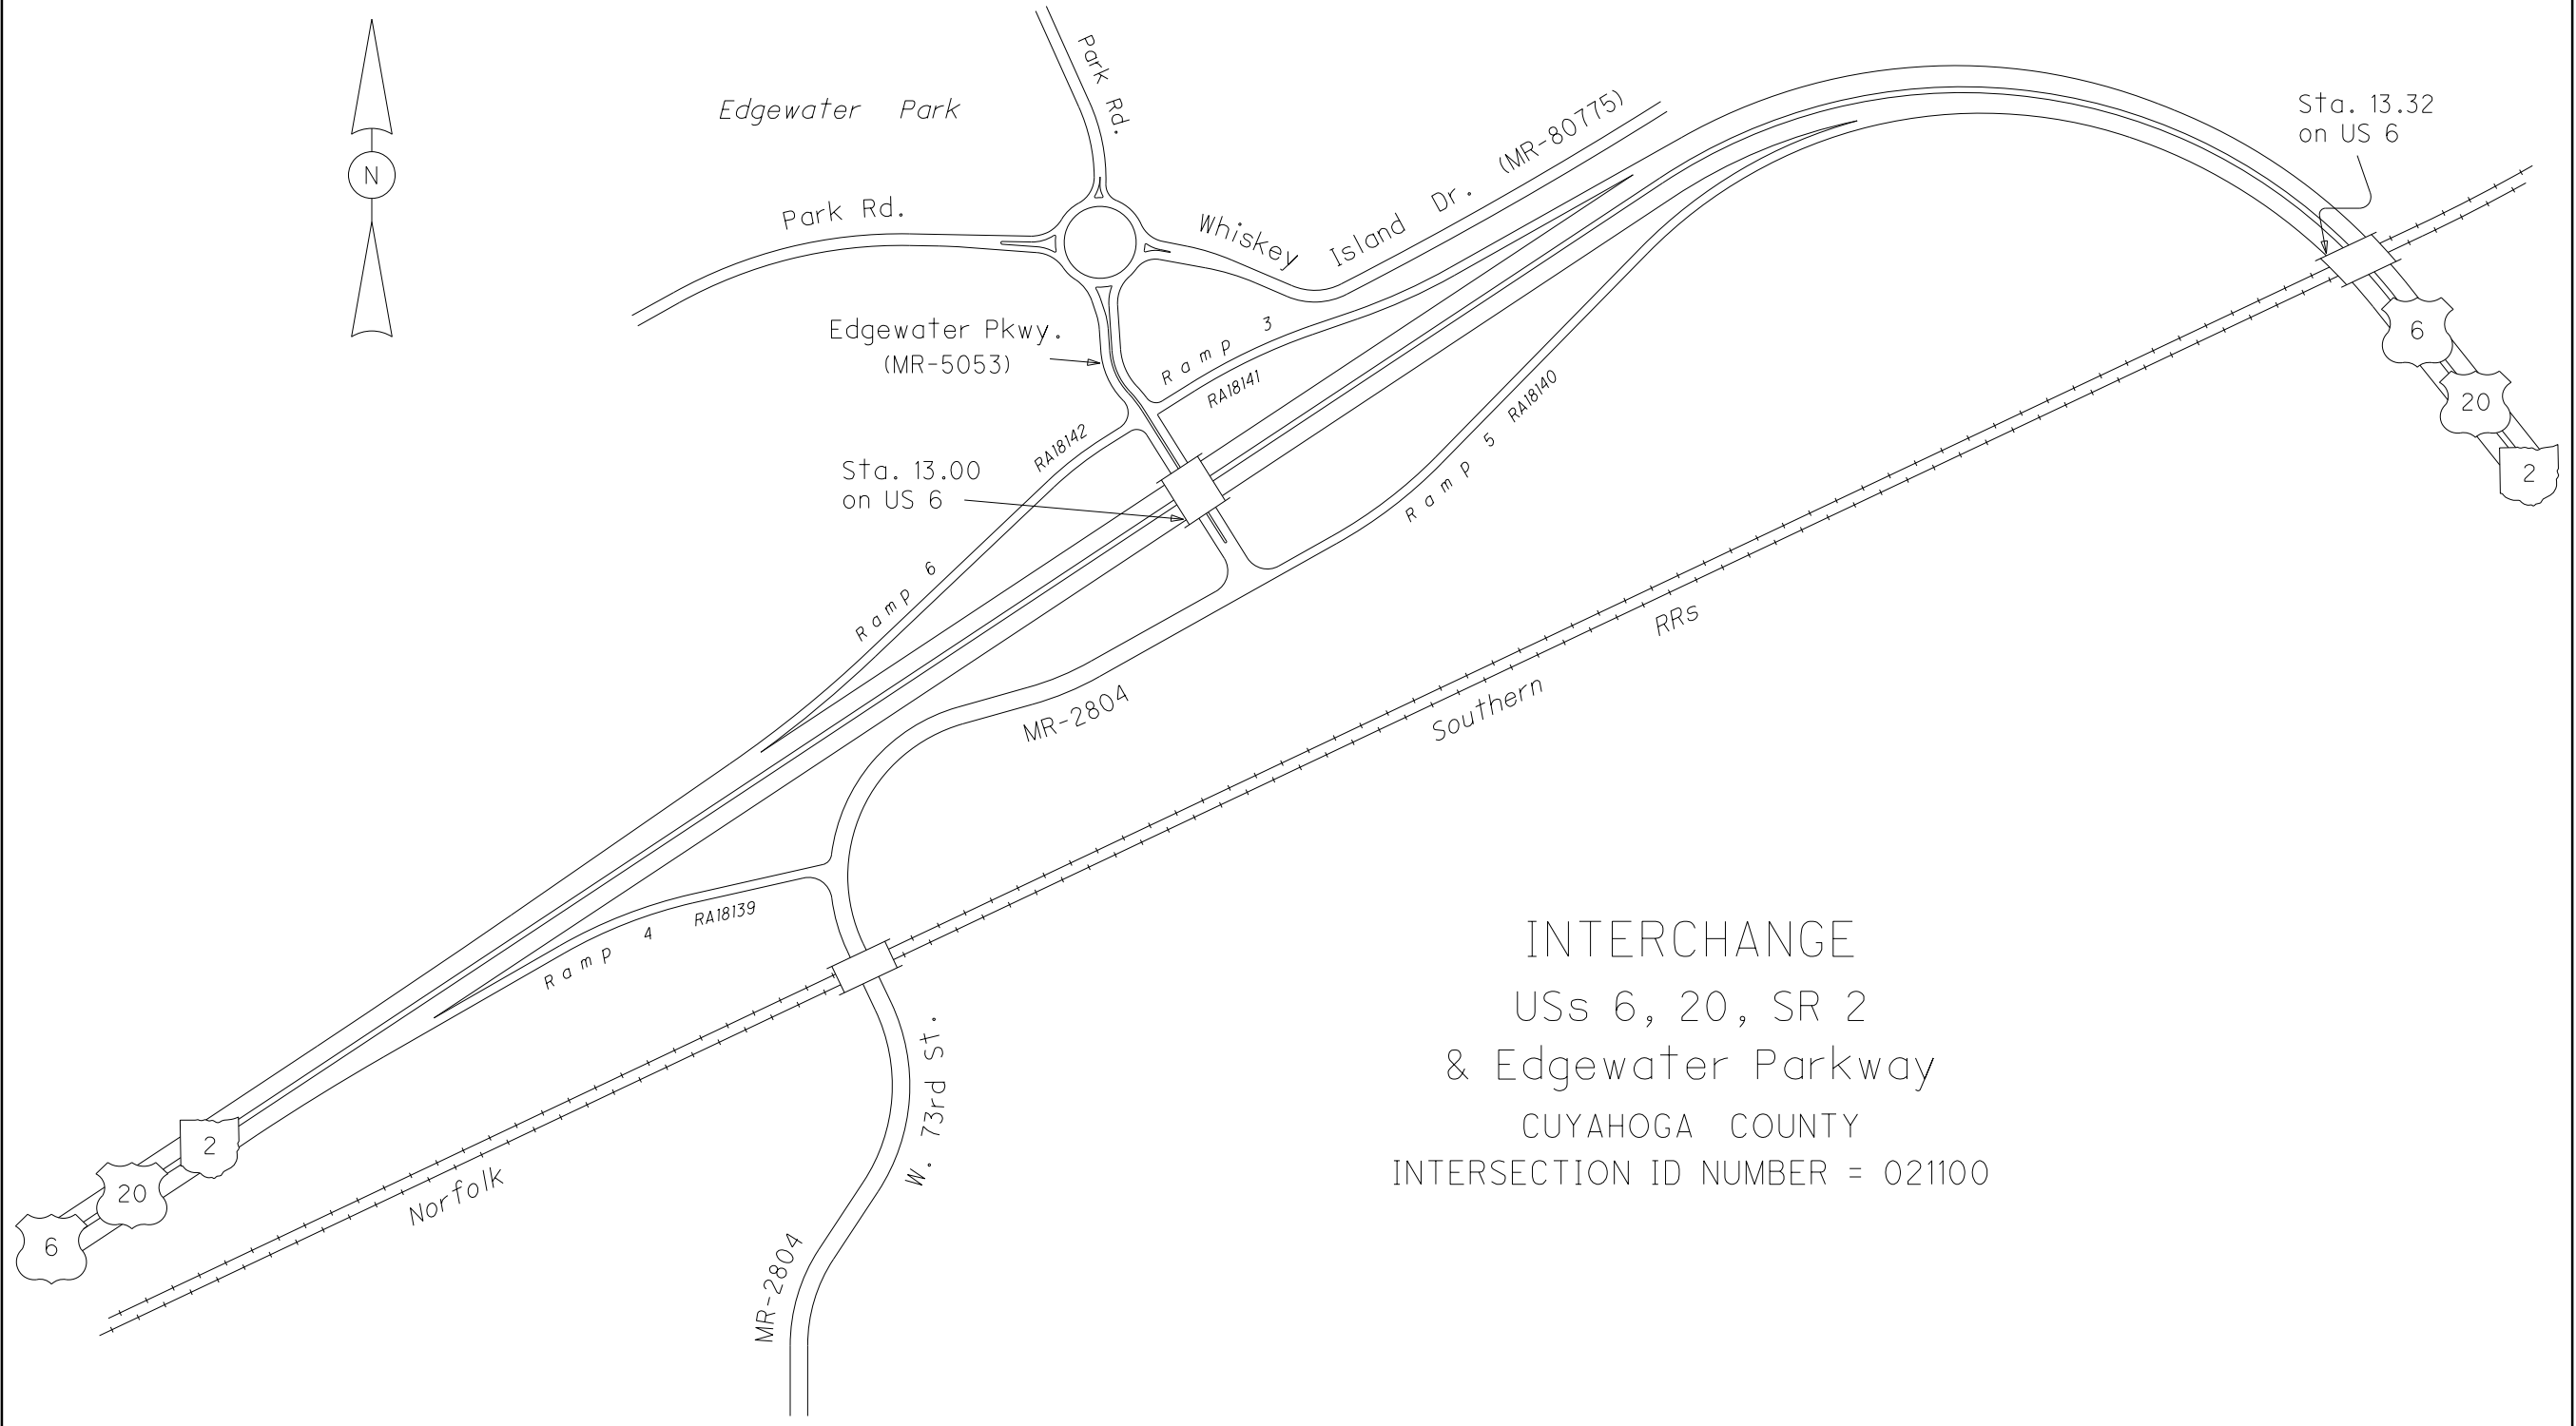 N
Edgewater Park
Park Rd.
Park Rd.
Whiskey Island Dr. (MR-80775)
Sta. 13.32
on US 6
Edgewater Pkwy.
(MR-5053)
Ramp 3
RA18141
RA18142
Ramp 6
Sta. 13.00
on US 6
Ramp 5 RA18140
6
20
2
MR-2804
Ramp 4 RA18139
Norfolk Southern RRs
W. 73rd St.
MR-2804
2
20
6
INTERCHANGE
USs 6, 20, SR 2
& Edgewater Parkway
CUYAHOGA COUNTY
INTERSECTION ID NUMBER = 021100